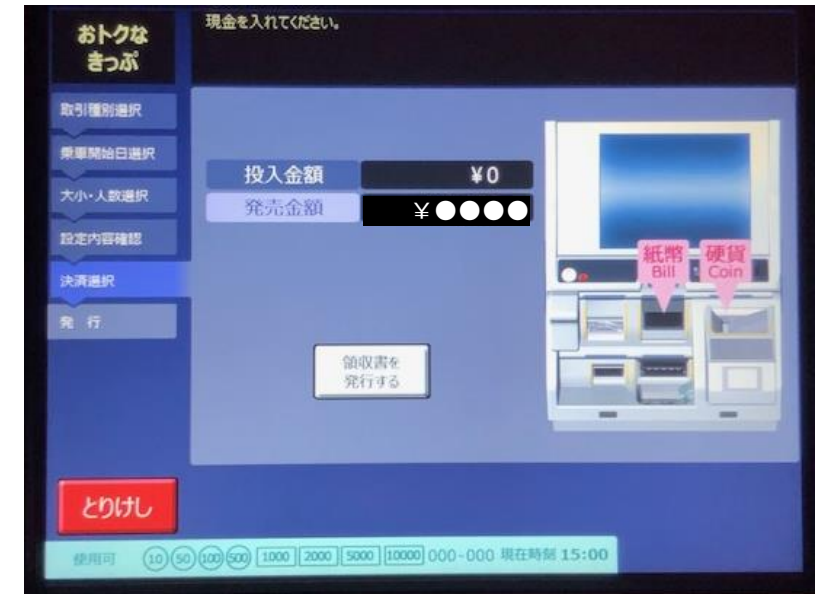 おトクな
きっぷ
現金を入れてください。
取引種別選択
乗車開始日選択
大小・人数選択
設定内容確認
決済選択
発 行
投入金額 ¥0
発売金額 ¥●●●●
紙幣
Bill
硬貨
Coin
領収書を
発行する
とりけし
使用可 10 50 100 500 1000 2000 5000 10000 000-000 現在時刻 15:00